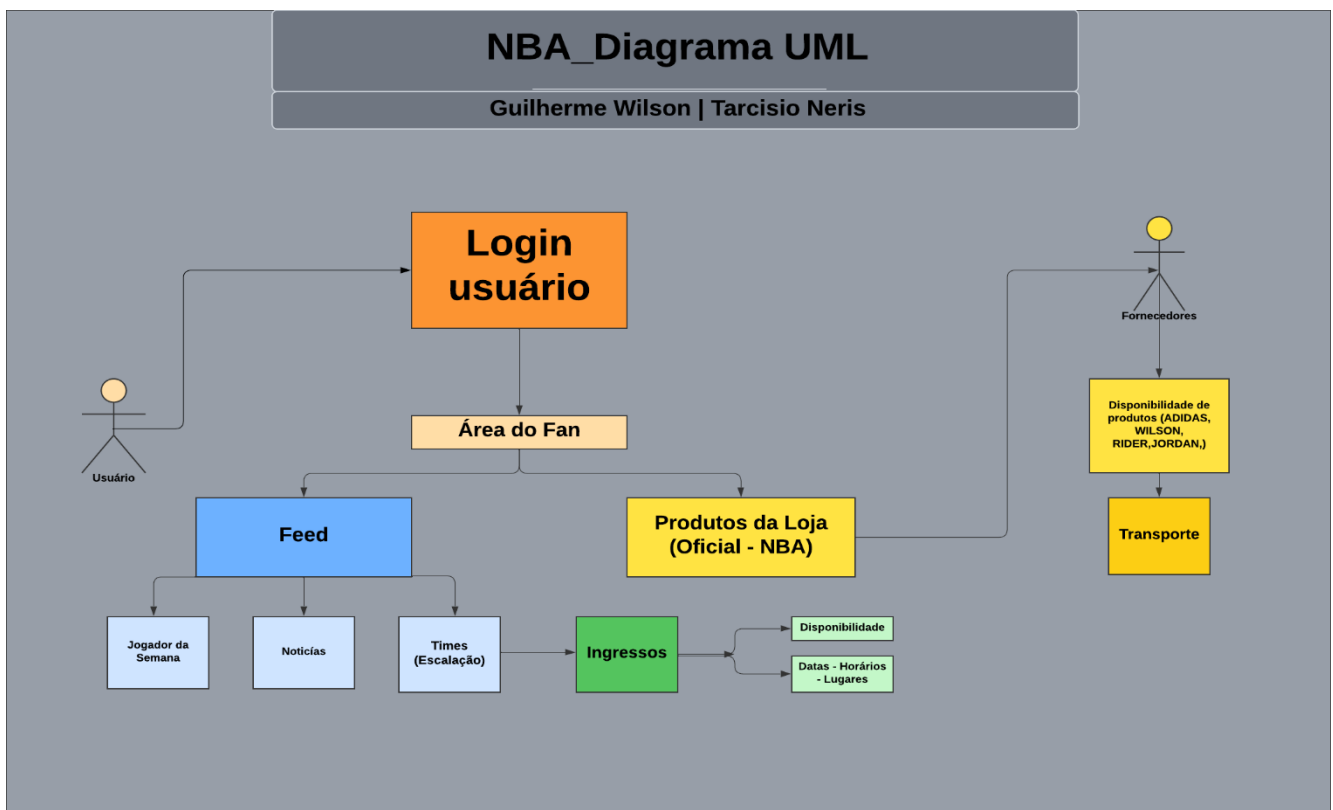 NBA_Diagrama UML
Guilherme Wilson | Tarcisio Neris
Login
usuário
Fornecedores
Disponibilidade de
produtos (ADIDAS,
WILSON,
RIDER,JORDAN,)
Área do Fan
Usuário
Feed
Produtos da Loja
(Oficial - NBA)
Transporte
Jogador da
Semana
Noticías
Times
(Escalação)
Ingressos
Disponibilidade
Datas - Horários
- Lugares